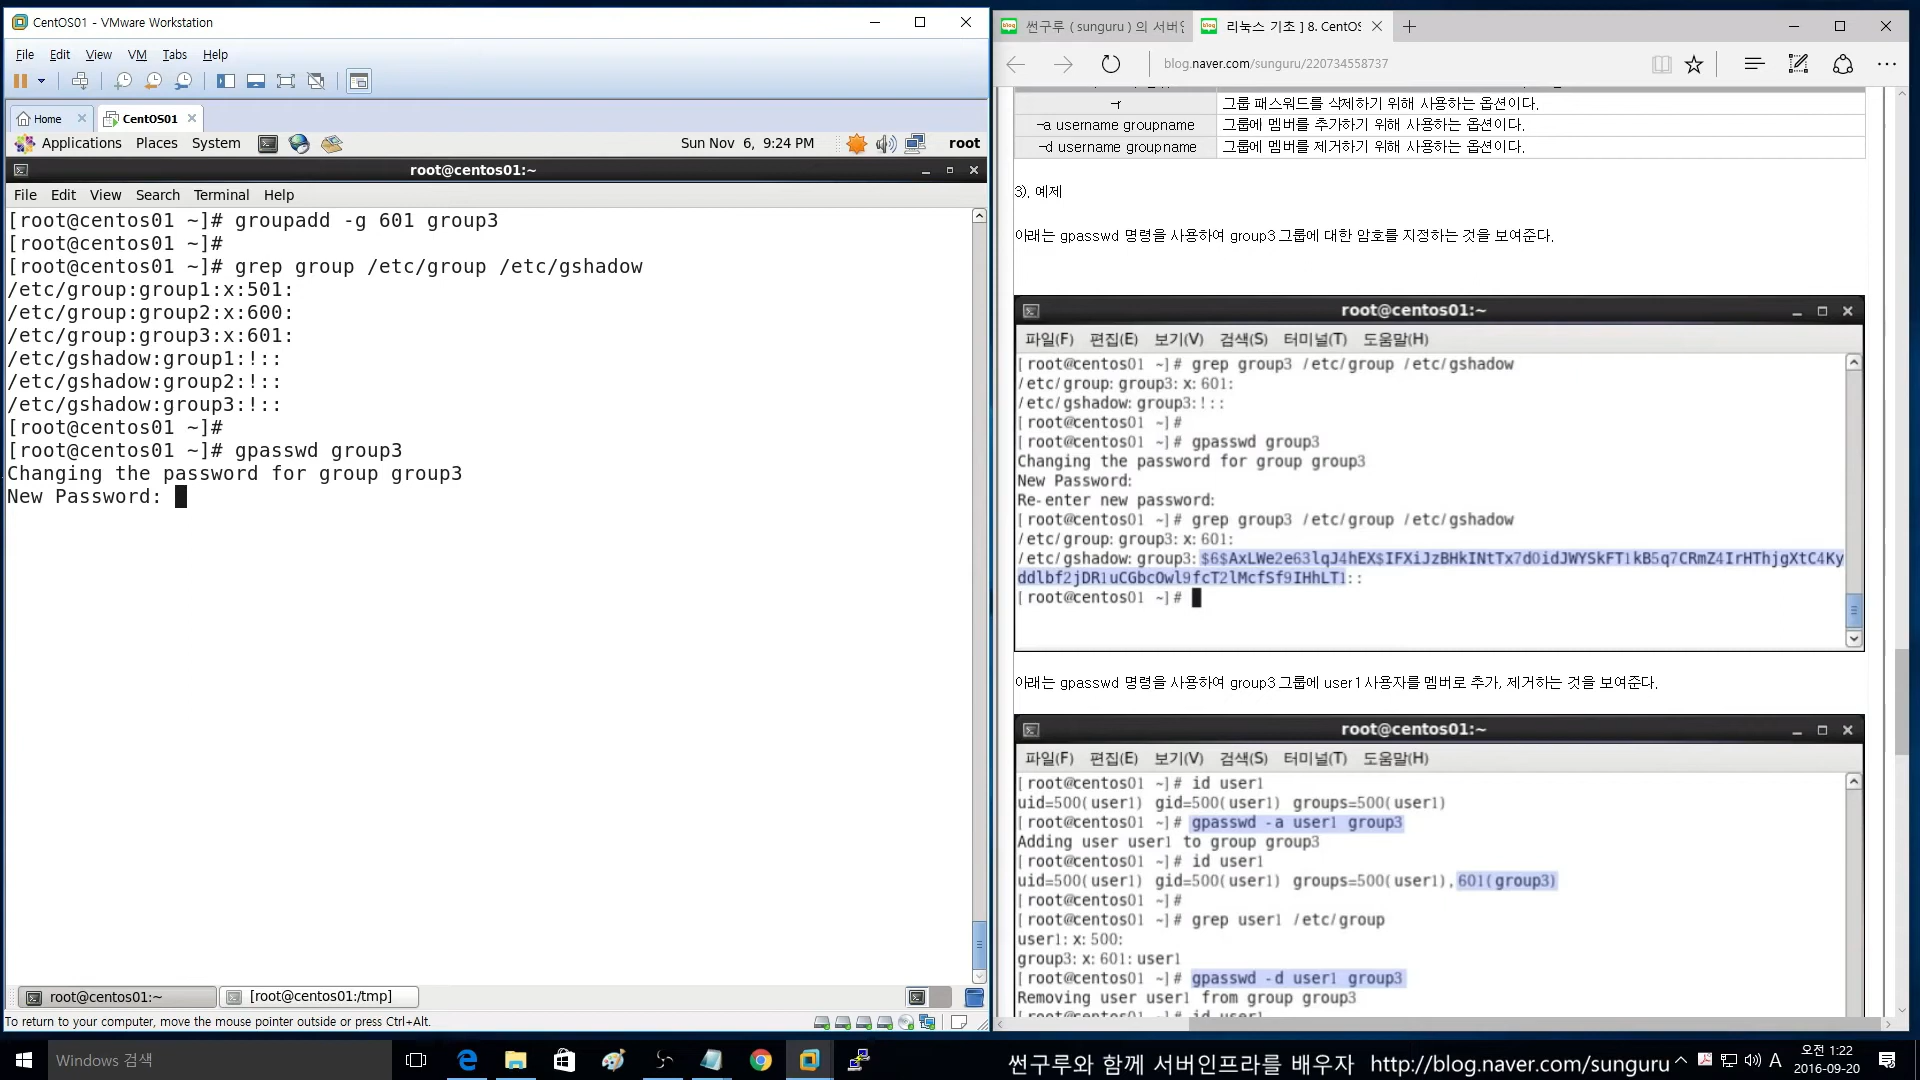 CentOS01 - VMware Workstation
File Edit View VM Tabs Help
Home CentOS01
Applications Places System Sun Nov 6, 9:24 PM root
root@centos01:~
File Edit View Search Terminal Help
[root@centos01 ~]# groupadd -g 601 group3
[root@centos01 ~]#
[root@centos01 ~]# grep group /etc/group /etc/gshadow
/etc/group:group1:x:501:
/etc/group:group2:x:600:
/etc/group:group3:x:601:
/etc/gshadow:group1:!::
/etc/gshadow:group2:!::
/etc/gshadow:group3:!::
[root@centos01 ~]#
[root@centos01 ~]# gpasswd group3
Changing the password for group group3
New Password:
root@centos01:~ [root@centos01:/tmp]
To return to your computer, move the mouse pointer outside or press Ctrl+Alt.
썬구루 ( sunguru ) 의 서버인 리눅스 기초 ] 8. CentOS
blog.naver.com/sunguru/220734558737
-r 그룹 패스워드를 삭제하기 위해 사용하는 옵션이다.
-a username groupname 그룹에 멤버를 추가하기 위해 사용하는 옵션이다.
-d username groupname 그룹에 멤버를 제거하기 위해 사용하는 옵션이다.
3). 예제
아래는 gpasswd 명령을 사용하여 group3 그룹에 대한 암호를 지정하는 것을 보여준다.
root@centos01:~
파일(F) 편집(E) 보기(V) 검색(S) 터미널(T) 도움말(H)
[root@centos01 ~]# grep group3 /etc/group /etc/gshadow
/etc/group:group3:x:601:
/etc/gshadow:group3:!::
[root@centos01 ~]#
[root@centos01 ~]# gpasswd group3
Changing the password for group group3
New Password:
Re-enter new password:
[root@centos01 ~]# grep group3 /etc/group /etc/gshadow
/etc/group:group3:x:601:
/etc/gshadow:group3:$6$AxLWe2e63lqJ4hEX$IFXiJzBHkINtTx7d0idJWYSkFT1kB5q7CRmZ4IrHThjgXtC4Ky
ddlbf2jDR1uCGbcOwl9fcT2lMcfSf9IHhLT1::
[root@centos01 ~]#
아래는 gpasswd 명령을 사용하여 group3 그룹에 user1 사용자를 멤버로 추가, 제거하는 것을 보여준다.
root@centos01:~
파일(F) 편집(E) 보기(V) 검색(S) 터미널(T) 도움말(H)
[root@centos01 ~]# id user1
uid=500(user1) gid=500(user1) groups=500(user1)
[root@centos01 ~]# gpasswd -a user1 group3
Adding user user1 to group group3
[root@centos01 ~]# id user1
uid=500(user1) gid=500(user1) groups=500(user1),601(group3)
[root@centos01 ~]#
[root@centos01 ~]# grep user1 /etc/group
user1:x:500:
group3:x:601:user1
[root@centos01 ~]# gpasswd -d user1 group3
Removing user user1 from group group3
Windows 검색
썬구루와 함께 서버인프라를 배우자 http://blog.naver.com/sunguru
A 오전 1:22
2016-09-20